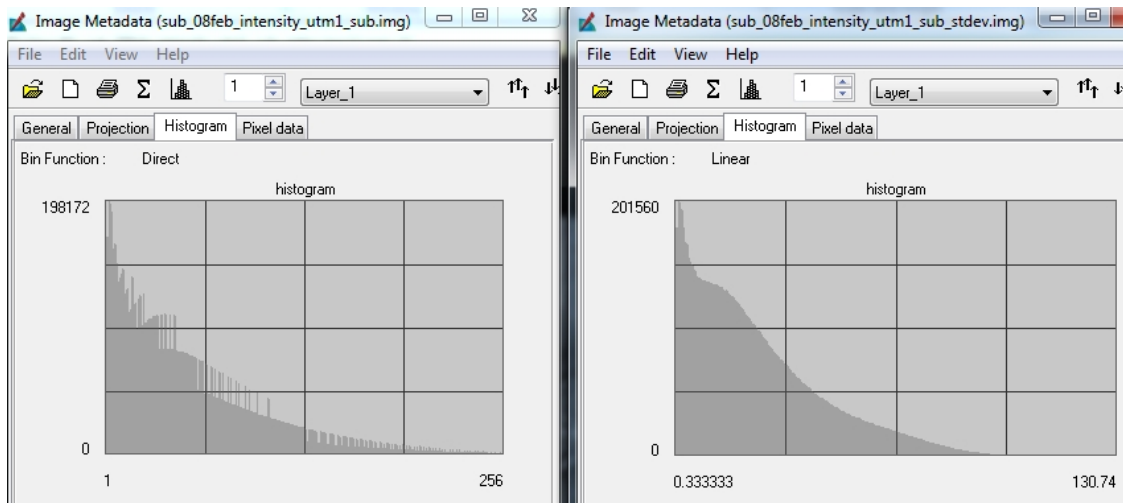 Image Metadata (sub_08feb_intensity_utm1_sub.img)
File Edit View Help
1 Layer_1
General Projection Histogram Pixel data
Bin Function : Direct
histogram
198172
0
1 256
Image Metadata (sub_08feb_intensity_utm1_sub_stdev.img)
File Edit View Help
1 Layer_1
General Projection Histogram Pixel data
Bin Function : Linear
histogram
201560
0
0.333333 130.74